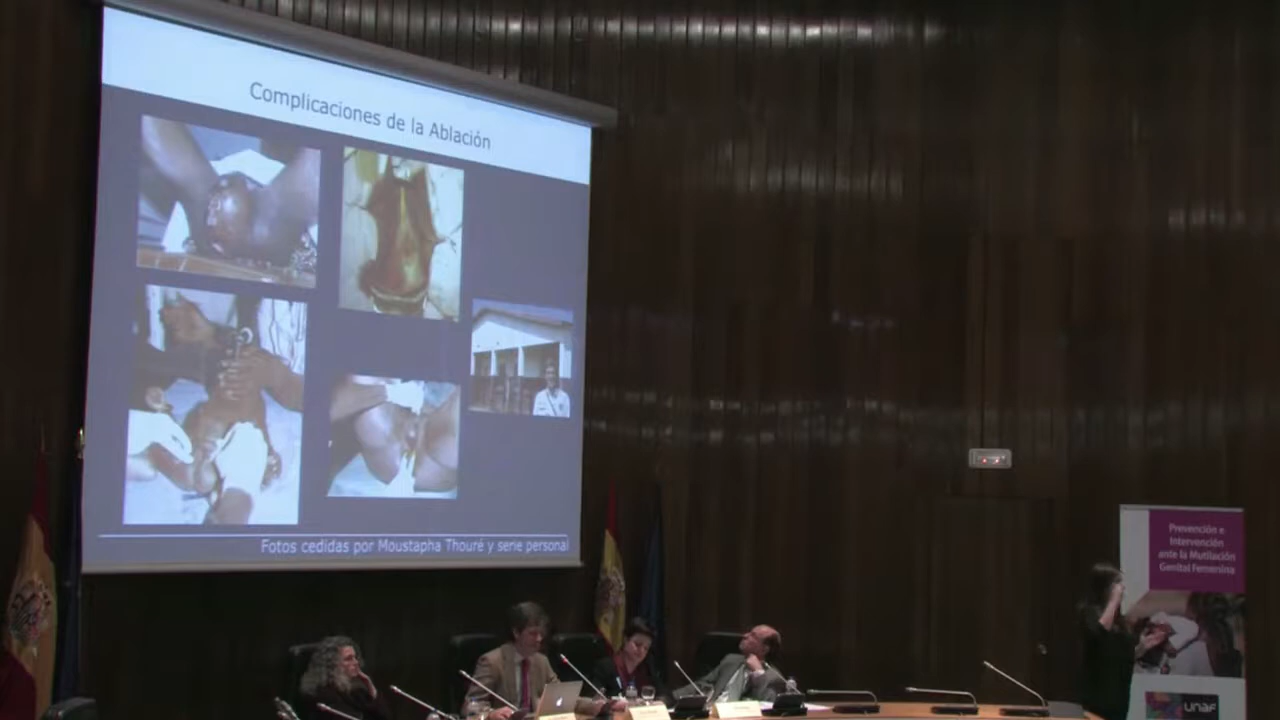 Complicaciones de la Ablación
Fotos cedidas por Moustapha Thouré y serie personal
Prevención e
Intervención
ante la Mutilación
Genital Femenina
unaf